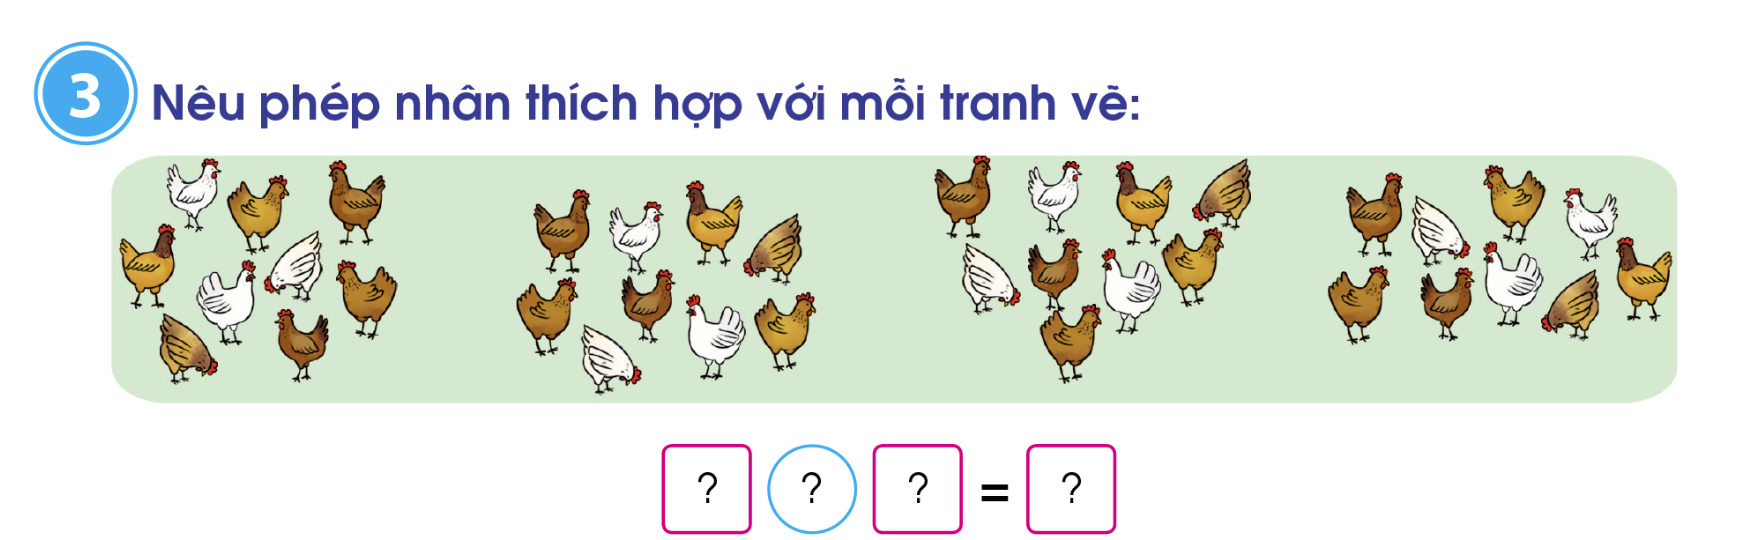 3 Nêu phép nhân thích hợp với mỗi tranh vẽ:
? ? ? = ?